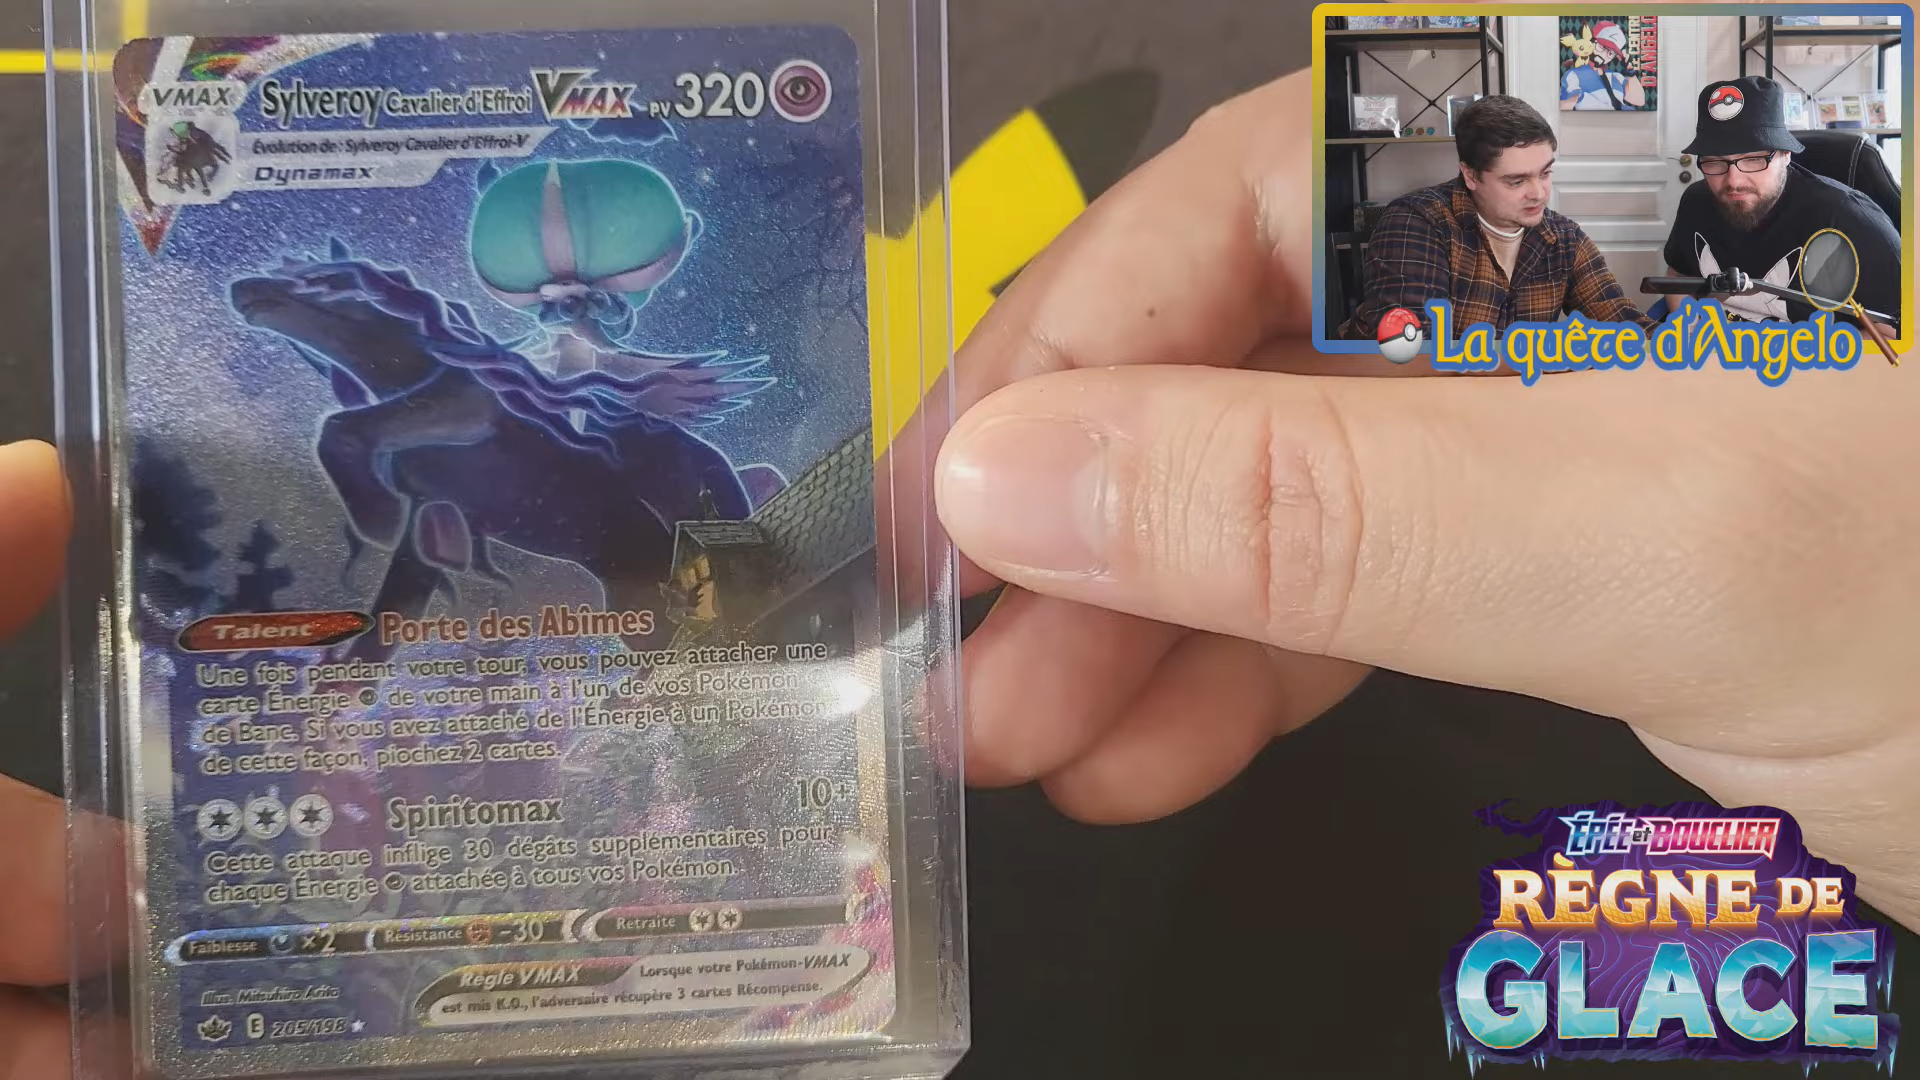 VMAX
Sylveroy Cavalier d'Effroi VMAX PV 320
Évolution de : Sylveroy Cavalier d'Effroi-V
Dynamax
Talent Porte des Abîmes
Une fois pendant votre tour, vous pouvez attacher une
carte Énergie de votre main à l'un de vos Pokémon
de Banc. Si vous avez attaché de l'Énergie à un Pokémon
de cette façon, piochez 2 cartes.
Spiritomax 10+
Cette attaque inflige 30 dégâts supplémentaires pour
chaque Énergie attachée à tous vos Pokémon.
Faiblesse ×2 Résistance -30 Retraite
Règle VMAX Lorsque votre Pokémon-VMAX
est mis K.O., l'adversaire récupère 3 cartes Récompense.
Illus. Mitsuhiro Arita
E 205/198
LE CENTRE D'ANGELO
La quête d'Angelo
ÉPÉE et BOUCLIER
RÈGNE DE
GLACE